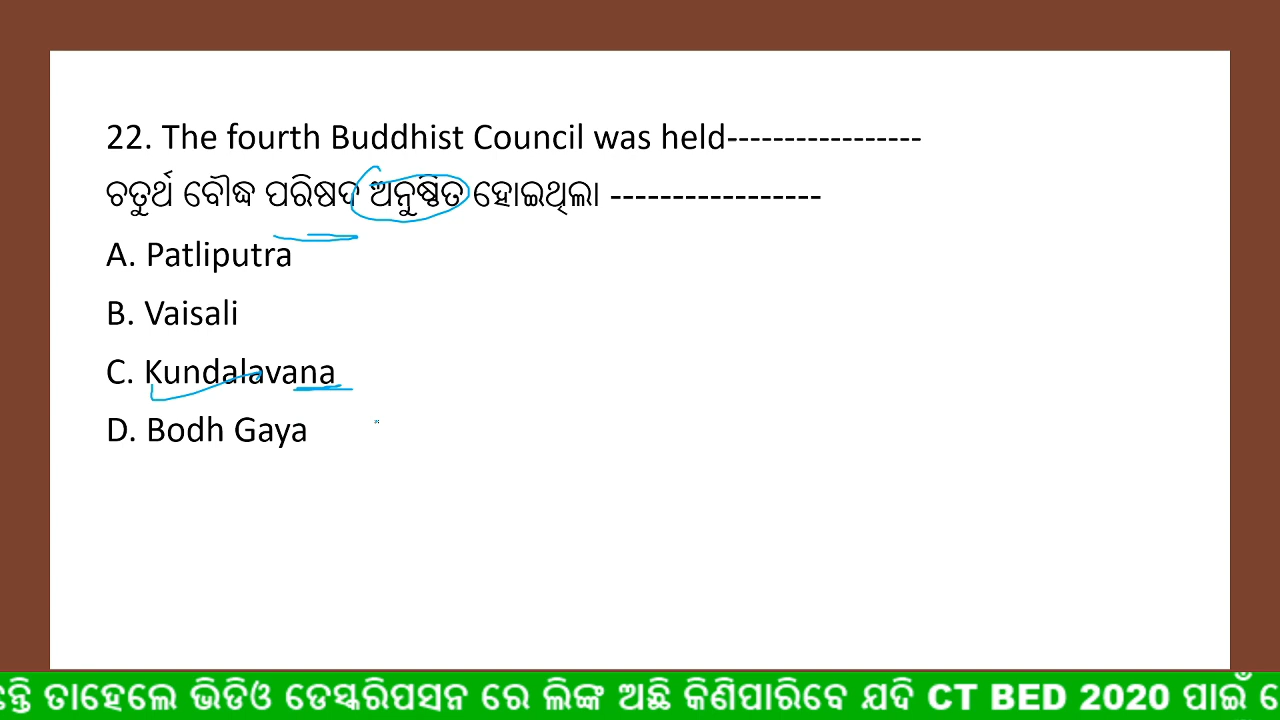 22. The fourth Buddhist Council was held-----------------
ଚତୁର୍ଥ ବୌଦ୍ଧ ପରିଷଦ ଅନୁଷ୍ଠିତ ହୋଇଥିଲା ------------------
A. Patliputra
B. Vaisali
C. Kundalavana
D. Bodh Gaya
ତାହେଲେ ଭିଡିଓ ଡେସ୍କରିପସନ ରେ ଲିଙ୍କ ଅଛି କିଣିପାରିବେ ଯଦି CT BED 2020 ପାଇଁ